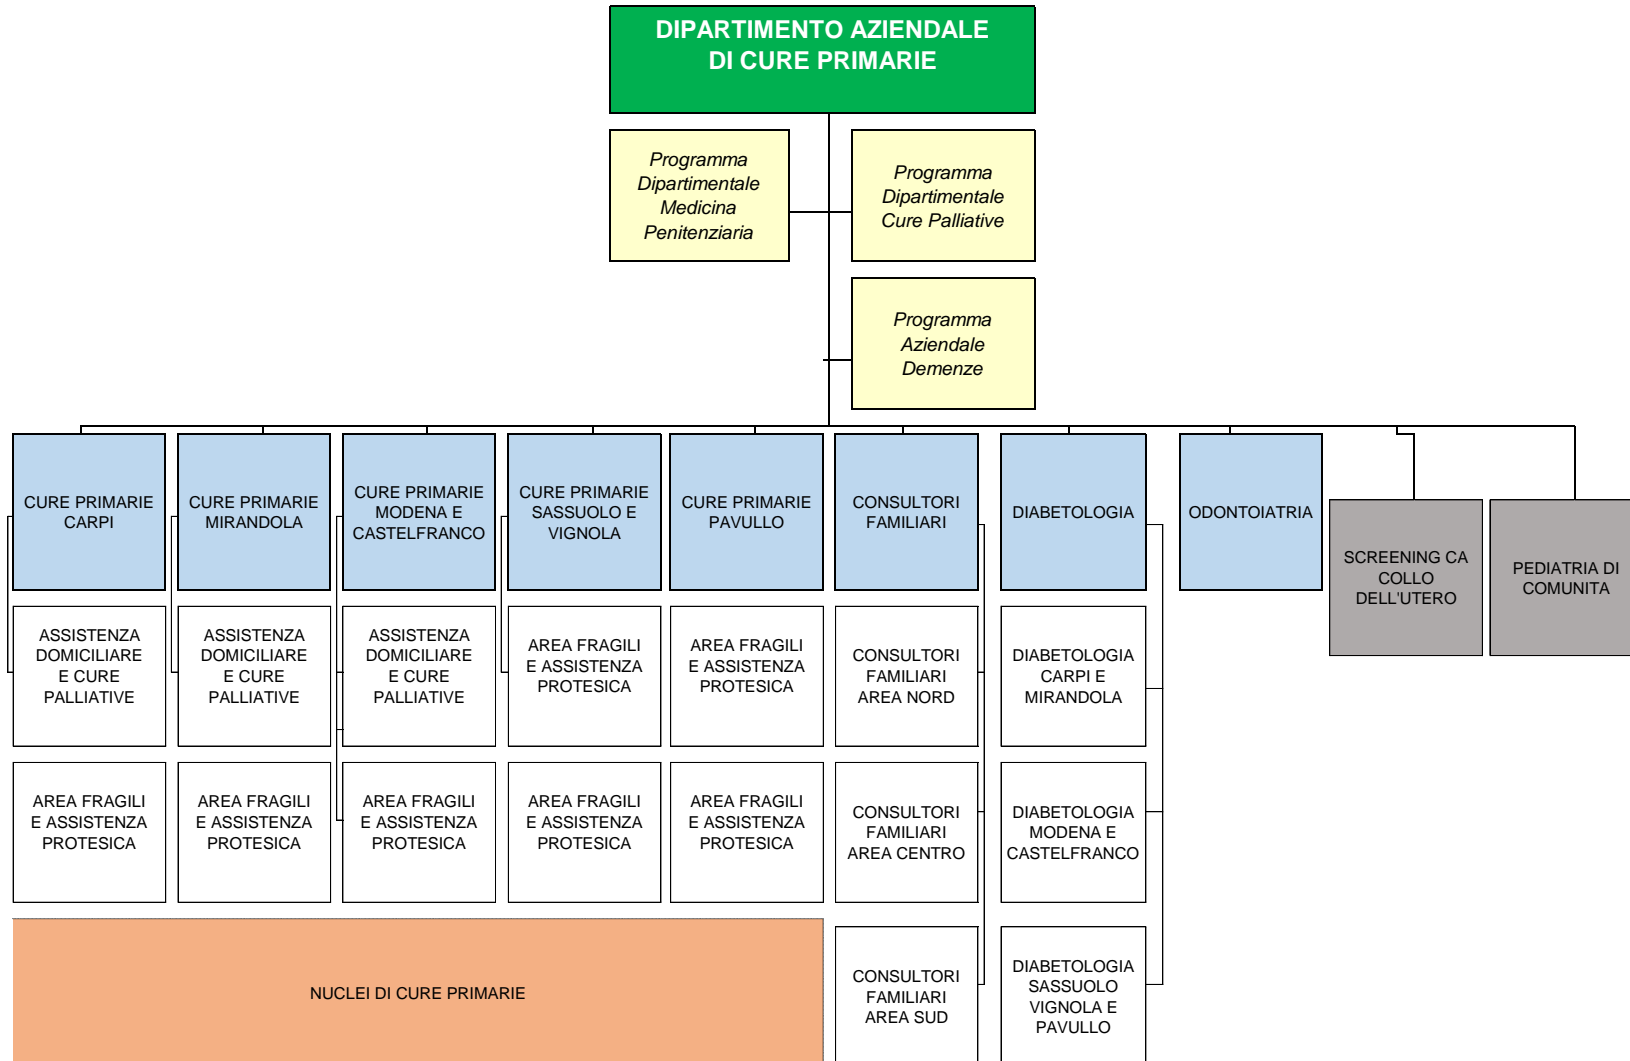 DIPARTIMENTO AZIENDALE
DI CURE PRIMARIE
Programma
Dipartimentale
Medicina
Penitenziaria
Programma
Dipartimentale
Cure Palliative
Programma
Aziendale
Demenze
CURE PRIMARIE
CARPI
CURE PRIMARIE
MIRANDOLA
CURE PRIMARIE
MODENA E
CASTELFRANCO
CURE PRIMARIE
SASSUOLO E
VIGNOLA
CURE PRIMARIE
PAVULLO
CONSULTORI
FAMILIARI
DIABETOLOGIA
ODONTOIATRIA
SCREENING CA
COLLO
DELL'UTERO
PEDIATRIA DI
COMUNITA
ASSISTENZA
DOMICILIARE
E CURE
PALLIATIVE
ASSISTENZA
DOMICILIARE
E CURE
PALLIATIVE
ASSISTENZA
DOMICILIARE
E CURE
PALLIATIVE
AREA FRAGILI
E ASSISTENZA
PROTESICA
AREA FRAGILI
E ASSISTENZA
PROTESICA
CONSULTORI
FAMILIARI
AREA NORD
DIABETOLOGIA
CARPI E
MIRANDOLA
AREA FRAGILI
E ASSISTENZA
PROTESICA
AREA FRAGILI
E ASSISTENZA
PROTESICA
AREA FRAGILI
E ASSISTENZA
PROTESICA
AREA FRAGILI
E ASSISTENZA
PROTESICA
AREA FRAGILI
E ASSISTENZA
PROTESICA
CONSULTORI
FAMILIARI
AREA CENTRO
DIABETOLOGIA
MODENA E
CASTELFRANCO
NUCLEI DI CURE PRIMARIE
CONSULTORI
FAMILIARI
AREA SUD
DIABETOLOGIA
SASSUOLO
VIGNOLA E
PAVULLO